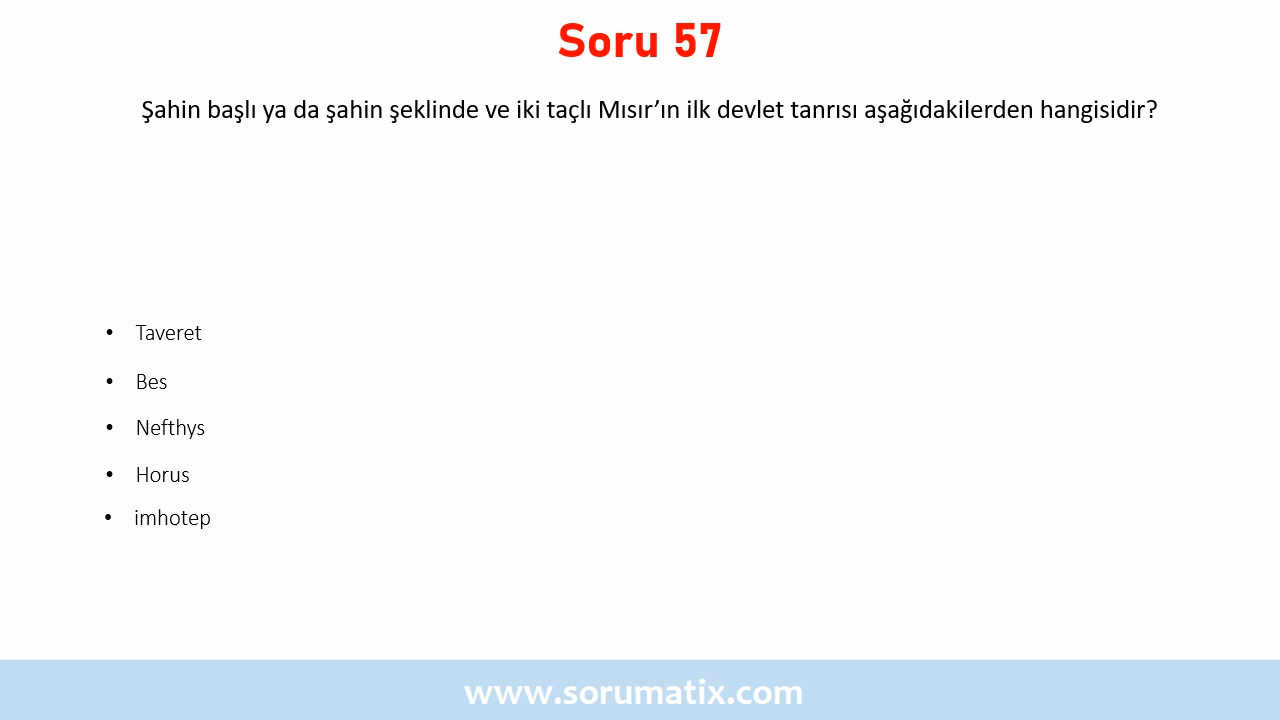 Soru 57
Şahin başlı ya da şahin şeklinde ve iki taçlı Mısır’ın ilk devlet tanrısı aşağıdakilerden hangisidir?
• Taveret
• Bes
• Nefthys
• Horus
• imhotep
www.sorumatix.com